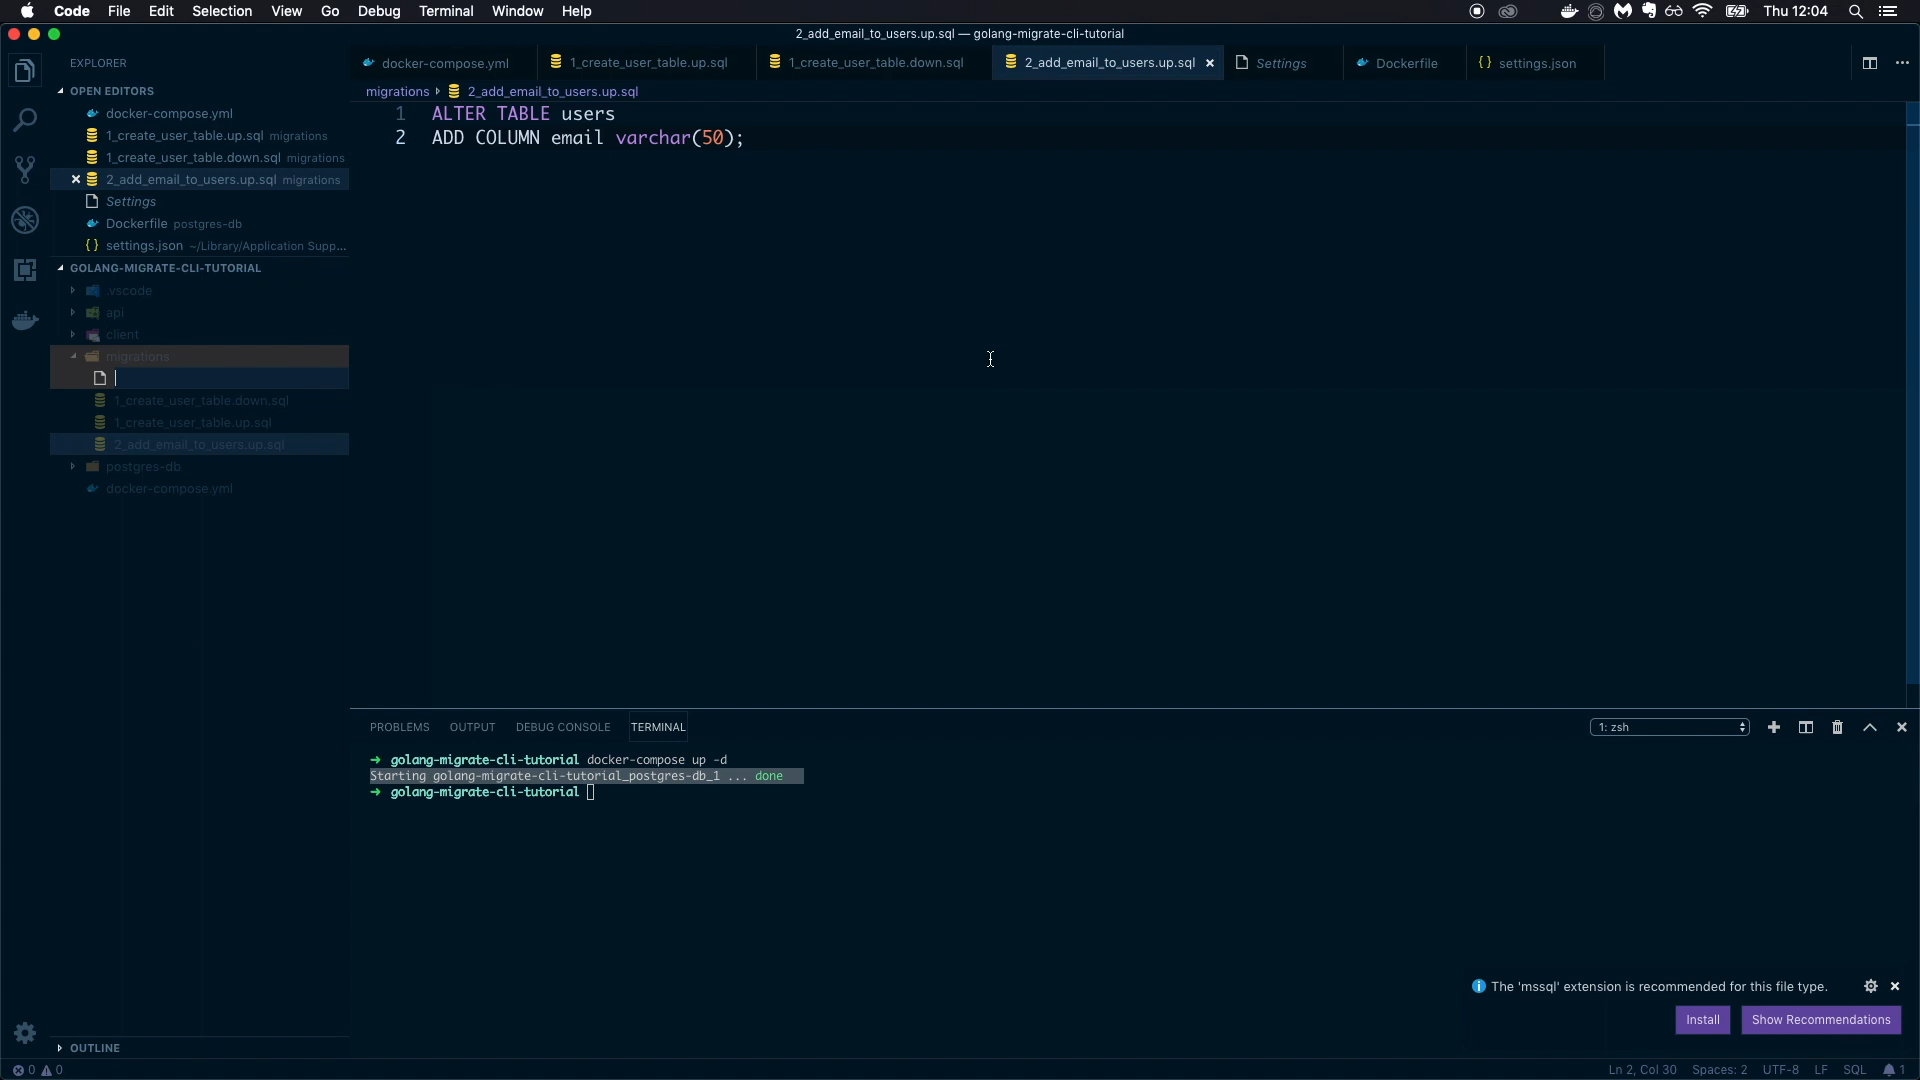 Code File Edit Selection View Go Debug Terminal Window Help Thu 12:04
2_add_email_to_users.up.sql — golang-migrate-cli-tutorial
EXPLORER
docker-compose.yml 1_create_user_table.up.sql 1_create_user_table.down.sql 2_add_email_to_users.up.sql Settings Dockerfile settings.json
migrations 2_add_email_to_users.up.sql
OPEN EDITORS
docker-compose.yml
1_create_user_table.up.sql migrations
1_create_user_table.down.sql migrations
2_add_email_to_users.up.sql migrations
Settings
Dockerfile postgres-db
settings.json ~/Library/Application Supp...
GOLANG-MIGRATE-CLI-TUTORIAL
.vscode
api
client
migrations
1_create_user_table.down.sql
1_create_user_table.up.sql
2_add_email_to_users.up.sql
postgres-db
docker-compose.yml
OUTLINE
1 ALTER TABLE users
2 ADD COLUMN email varchar(50);
PROBLEMS OUTPUT DEBUG CONSOLE TERMINAL 1: zsh
→ golang-migrate-cli-tutorial docker-compose up -d
Starting golang-migrate-cli-tutorial_postgres-db_1 ... done
→ golang-migrate-cli-tutorial
The 'mssql' extension is recommended for this file type.
Install Show Recommendations
0 0 Ln 2, Col 30 Spaces: 2 UTF-8 LF SQL 1